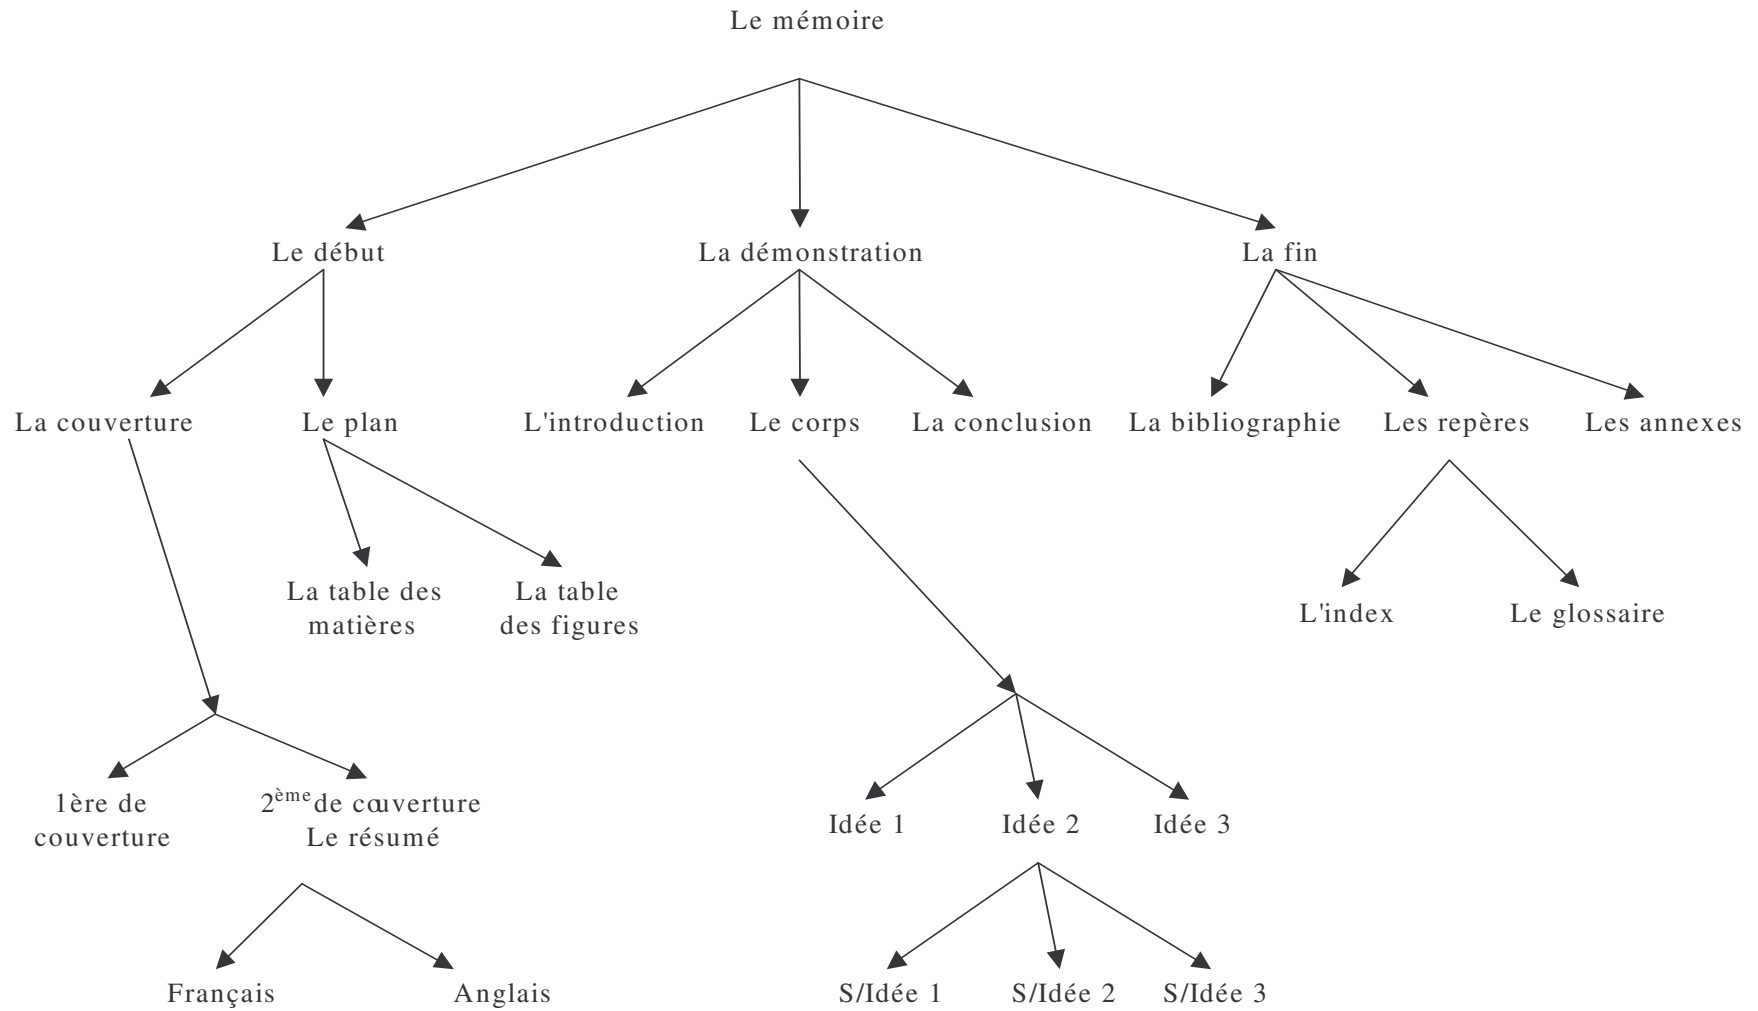 Le mémoire
Le début
La démonstration
La fin
La couverture
Le plan
L'introduction
Le corps
La conclusion
La bibliographie
Les repères
Les annexes
La table des
matières
La table
des figures
L'index
Le glossaire
1ère de
couverture
2ème de couverture
Le résumé
Idée 1
Idée 2
Idée 3
Français
Anglais
S/Idée 1
S/Idée 2
S/Idée 3